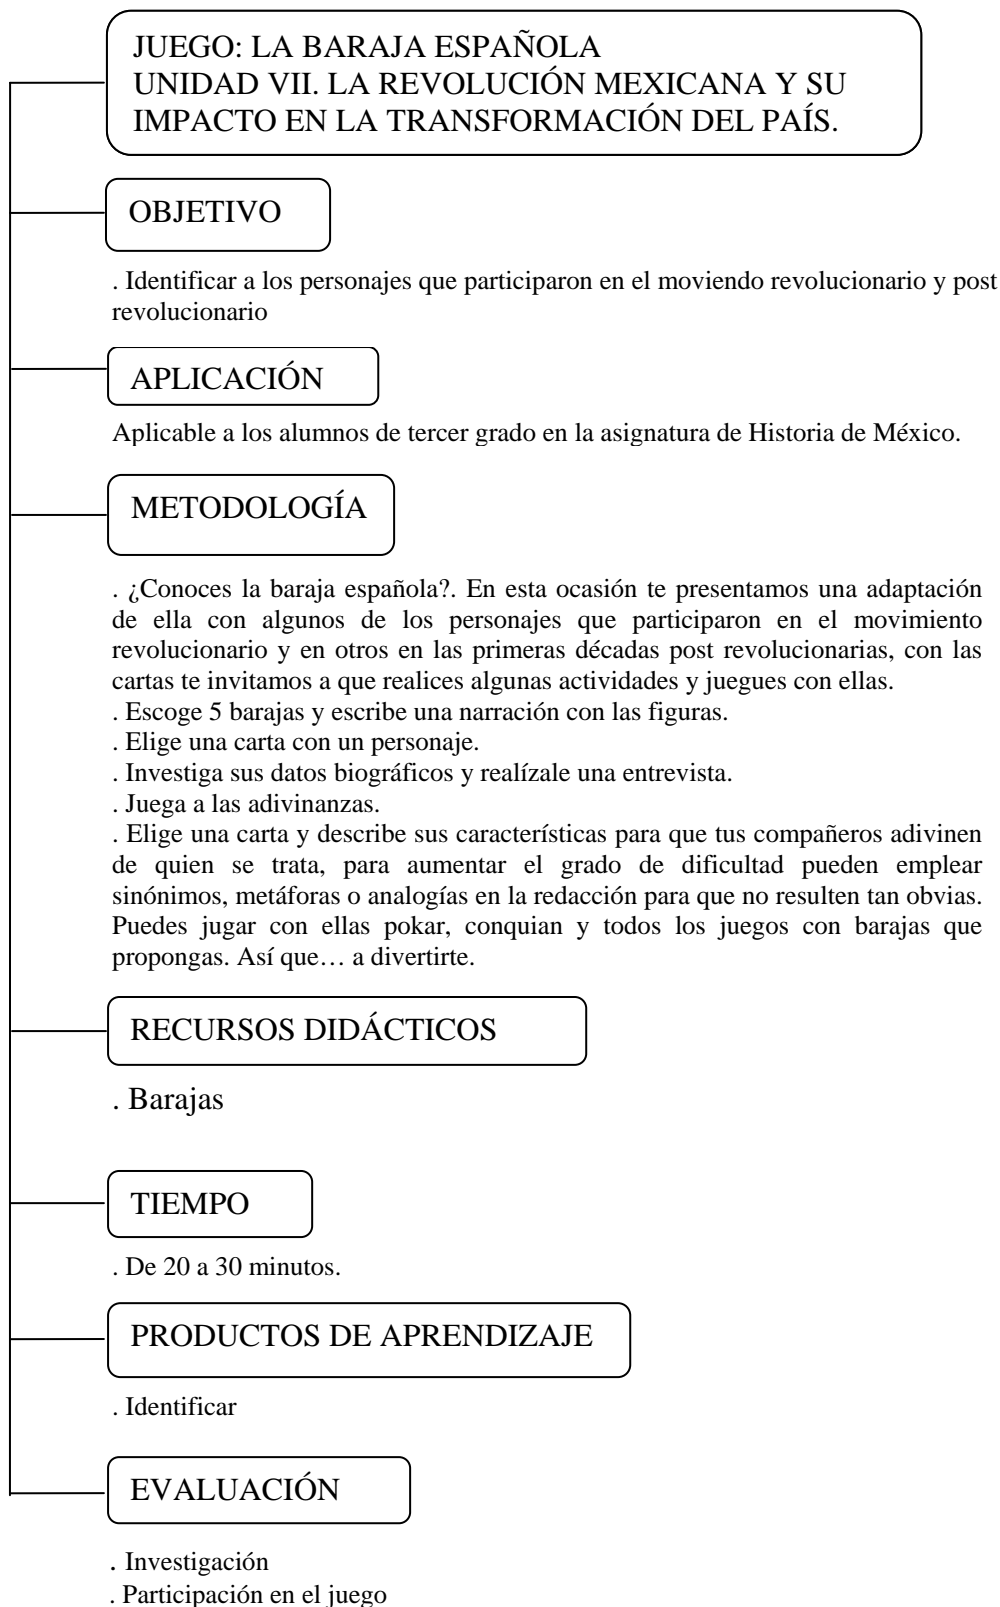 JUEGO: LA BARAJA ESPAÑOLA
UNIDAD VII. LA REVOLUCIÓN MEXICANA Y SU
IMPACTO EN LA TRANSFORMACIÓN DEL PAÍS.
OBJETIVO
. Identificar a los personajes que participaron en el moviendo revolucionario y post
revolucionario
APLICACIÓN
Aplicable a los alumnos de tercer grado en la asignatura de Historia de México.
METODOLOGÍA
. ¿Conoces la baraja española?. En esta ocasión te presentamos una adaptación
de ella con algunos de los personajes que participaron en el movimiento
revolucionario y en otros en las primeras décadas post revolucionarias, con las
cartas te invitamos a que realices algunas actividades y juegues con ellas.
. Escoge 5 barajas y escribe una narración con las figuras.
. Elige una carta con un personaje.
. Investiga sus datos biográficos y realízale una entrevista.
. Juega a las adivinanzas.
. Elige una carta y describe sus características para que tus compañeros adivinen
de quien se trata, para aumentar el grado de dificultad pueden emplear
sinónimos, metáforas o analogías en la redacción para que no resulten tan obvias.
Puedes jugar con ellas pokar, conquian y todos los juegos con barajas que
propongas. Así que… a divertirte.
RECURSOS DIDÁCTICOS
. Barajas
TIEMPO
. De 20 a 30 minutos.
PRODUCTOS DE APRENDIZAJE
. Identificar
EVALUACIÓN
. Investigación
. Participación en el juego